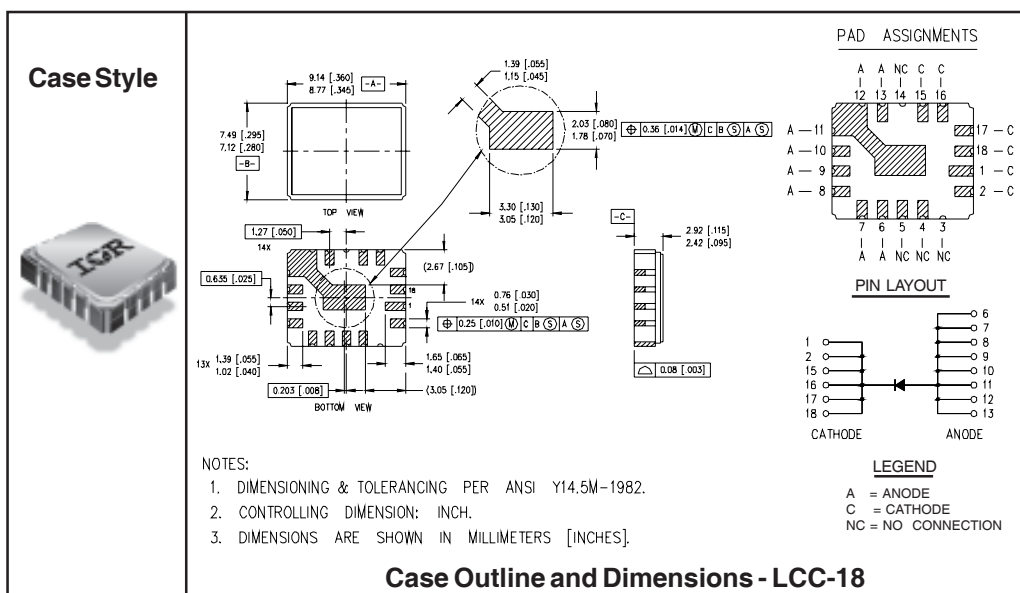 Case Style
IOR
9.14 [.360]
8.77 [.345]
-A-
7.49 [.295]
7.12 [.280]
-B-
TOP VIEW
1.39 [.055]
1.15 [.045]
2.03 [.080]
1.78 [.070]
⌖ 0.36 [.014] Ⓜ C B Ⓢ A Ⓢ
3.30 [.130]
3.05 [.120]
1.27 [.050]
14X
(2.67 [.105])
0.635 [.025]
18
1
14X 0.76 [.030]
0.51 [.020]
⌖ 0.25 [.010] Ⓜ C B Ⓢ A Ⓢ
13X 1.39 [.055]
1.02 [.040]
1.65 [.065]
1.40 [.055]
0.203 [.008]
(3.05 [.120])
BOTTOM VIEW
-C-
2.92 [.115]
2.42 [.095]
⌓ 0.08 [.003]
PAD ASSIGNMENTS
A A NC C C
12 13 14 15 16
A — 11
A — 10
A — 9
A — 8
17 — C
18 — C
1 — C
2 — C
7 6 5 4 3
A A NC NC NC
PIN LAYOUT
1
2
15
16
17
18
CATHODE
6
7
8
9
10
11
12
13
ANODE
LEGEND
A = ANODE
C = CATHODE
NC = NO CONNECTION
NOTES:
1. DIMENSIONING & TOLERANCING PER ANSI Y14.5M-1982.
2. CONTROLLING DIMENSION: INCH.
3. DIMENSIONS ARE SHOWN IN MILLIMETERS [INCHES].
Case Outline and Dimensions - LCC-18